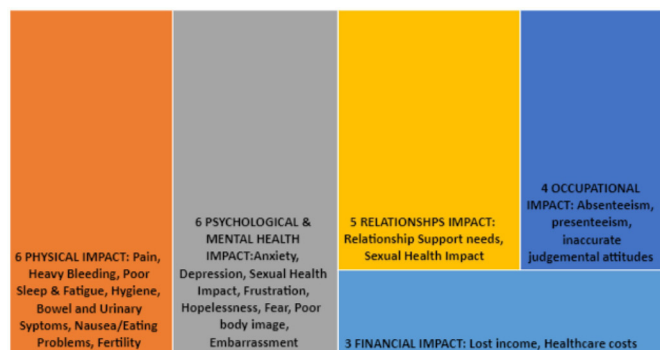 6 PHYSICAL IMPACT: Pain,
Heavy Bleeding, Poor
Sleep & Fatigue, Hygiene,
Bowel and Urinary
Syptoms, Nausea/Eating
Problems, Fertility
6 PSYCHOLOGICAL &
MENTAL HEALTH
IMPACT:Anxiety,
Depression, Sexual Health
Impact, Frustration,
Hopelessness, Fear, Poor
body image,
Embarrassment
5 RELATIONSHPS IMPACT:
Relationship Support needs,
Sexual Health Impact
4 OCCUPATIONAL
IMPACT: Absenteeism,
presenteeism,
inaccurate
judgemental attitudes
3 FINANCIAL IMPACT: Lost income, Healthcare costs